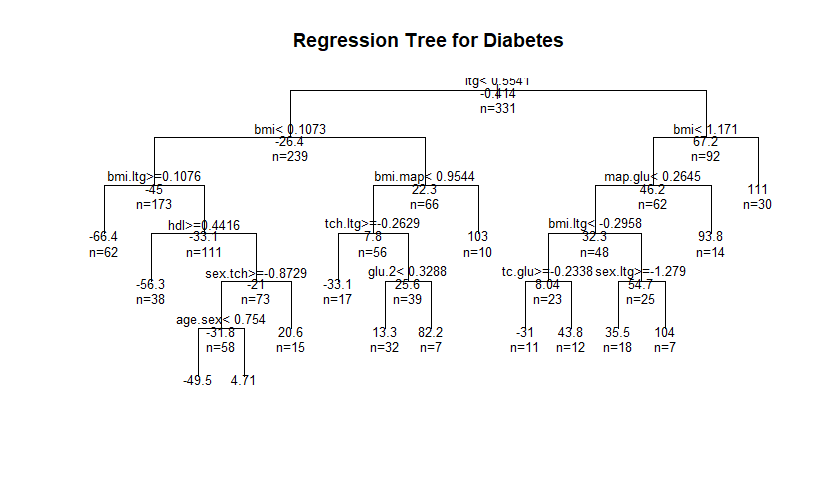 Regression Tree for Diabetes
ltg< 0.5541
-0.414
n=331
bmi< 0.1073
bmi< 1.171
-26.4
67.2
n=239
n=92
bmi.ltg>=0.1076
bmi.map< 0.9544
map.glu< 0.2645
-45
22.3
46.2
111
n=173
n=66
n=62
n=30
hdl>=0.4416
tch.ltg>=-0.2629
bmi.ltg< -0.2958
-66.4
-33.1
7.8
103
32.3
93.8
n=62
n=111
n=56
n=10
n=48
n=14
sex.tch>=-0.8729
glu.2< 0.3288
tc.glu>=-0.2338
sex.ltg>=-1.279
-56.3
-21
-33.1
25.6
8.04
54.7
n=38
n=73
n=17
n=39
n=23
n=25
age.sex< 0.754
-31.8
20.6
13.3
82.2
-31
43.8
35.5
104
n=58
n=15
n=32
n=7
n=11
n=12
n=18
n=7
-49.5
4.71